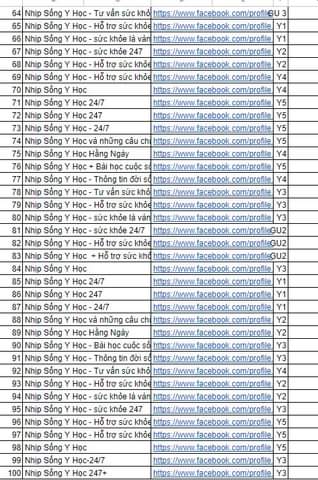 64 Nhịp Sống Y Học - Tư vấn sức khỏ https://www.facebook.com/profile. GU 3
65 Nhịp Sống Y Học - Hỗ trợ sức khỏe https://www.facebook.com/profile. Y1
66 Nhịp Sống Y Học - sức khỏe là ván https://www.facebook.com/profile. Y1
67 Nhịp Sống Y Học - sức khỏe 247 https://www.facebook.com/profile. Y2
68 Nhịp Sống Y Học - Hỗ trợ sức khỏe https://www.facebook.com/profile. Y2
69 Nhịp Sống Y Học - Hỗ trợ sức khỏe https://www.facebook.com/profile. Y4
70 Nhịp Sống Y Học https://www.facebook.com/profile. Y4
71 Nhịp Sống Y Học 24/7 https://www.facebook.com/profile. Y5
72 Nhịp Sống Y Học 247 https://www.facebook.com/profile. Y5
73 Nhịp Sống Y Học - 24/7 https://www.facebook.com/profile. Y5
74 Nhịp Sống Y Học và những câu chu https://www.facebook.com/profile. Y5
75 Nhịp Sống Y Học Hằng Ngày https://www.facebook.com/profile. Y4
76 Nhịp Sống Y Học + Bài học cuộc số https://www.facebook.com/profile. Y5
77 Nhịp Sống Y Học - Thông tin đời số https://www.facebook.com/profile. Y4
78 Nhịp Sống Y Học - Tư vấn sức khỏ https://www.facebook.com/profile. Y3
79 Nhịp Sống Y Học - Hỗ trợ sức khỏe https://www.facebook.com/profile. Y3
80 Nhịp Sống Y Học - sức khỏe là ván https://www.facebook.com/profile. Y3
81 Nhịp Sống Y Học - sức khỏe 24/7 https://www.facebook.com/profile. GU2
82 Nhịp Sống Y Học - Hỗ trợ sức khỏe https://www.facebook.com/profile. GU2
83 Nhịp Sống Y Học + Hỗ trợ sức khỏ https://www.facebook.com/profile. GU2
84 Nhịp Sống Y Học https://www.facebook.com/profile. Y3
85 Nhịp Sống Y Học 24/7 https://www.facebook.com/profile. Y1
86 Nhịp Sống Y Học 247 https://www.facebook.com/profile. Y1
87 Nhịp Sống Y Học - 24/7 https://www.facebook.com/profile. Y1
88 Nhịp Sống Y Học và những câu chu https://www.facebook.com/profile. Y2
89 Nhịp Sống Y Học Hằng Ngày https://www.facebook.com/profile. Y2
90 Nhịp Sống Y Học - Bài học cuộc số https://www.facebook.com/profile. Y3
91 Nhịp Sống Y Học - Thông tin đời số https://www.facebook.com/profile. Y3
92 Nhịp Sống Y Học - Tư vấn sức khỏ https://www.facebook.com/profile. Y4
93 Nhịp Sống Y Học - Hỗ trợ sức khỏe https://www.facebook.com/profile. Y2
94 Nhịp Sống Y Học - sức khỏe là ván https://www.facebook.com/profile. Y2
95 Nhịp Sống Y Học - sức khỏe 247 https://www.facebook.com/profile. Y3
96 Nhịp Sống Y Học - Hỗ trợ sức khỏe https://www.facebook.com/profile. Y5
97 Nhịp Sống Y Học - Hỗ trợ sức khỏe https://www.facebook.com/profile. Y5
98 Nhịp Sống Y Học https://www.facebook.com/profile. Y5
99 Nhịp Sống Y Học-24/7 https://www.facebook.com/profile. Y3
100 Nhịp Sống Y Học 247+ https://www.facebook.com/profile. Y3